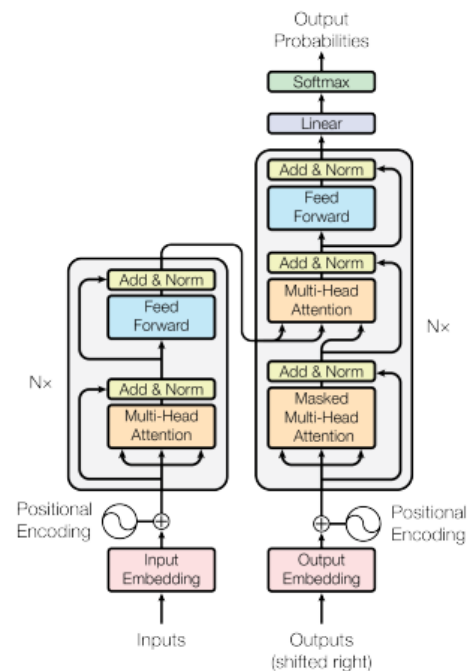 Output
Probabilities
Softmax
Linear
Add & Norm
Feed
Forward
Add & Norm
Multi-Head
Attention
N×
Add & Norm
Masked
Multi-Head
Attention
Positional
Encoding
Output
Embedding
Outputs
(shifted right)
Add & Norm
Feed
Forward
N×
Add & Norm
Multi-Head
Attention
Positional
Encoding
Input
Embedding
Inputs